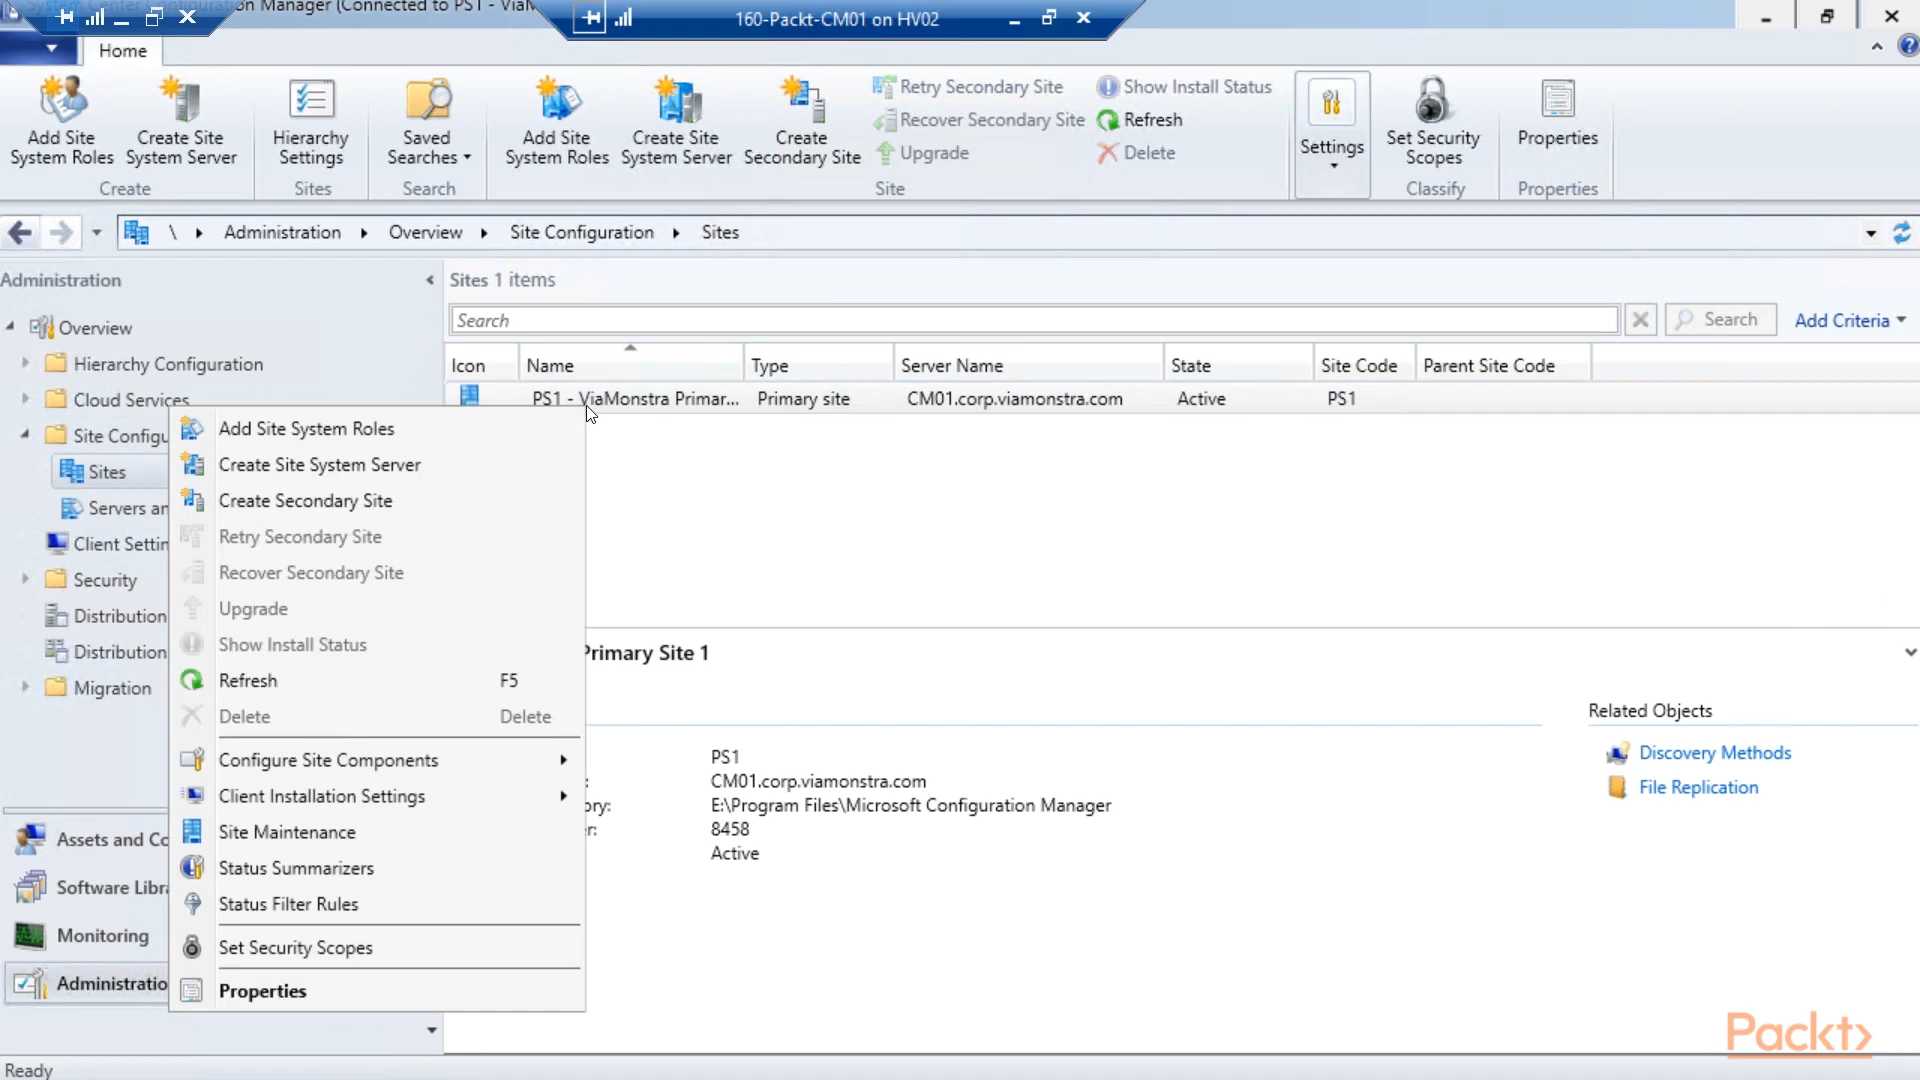 System Center Configuration Manager (Connected to PS1 - ViaM
160-Packt-CM01 on HV02
Home
Add Site
System Roles
Create Site
System Server
Create
Hierarchy
Settings
Sites
Saved
Searches
Search
Add Site
System Roles
Create Site
System Server
Create
Secondary Site
Retry Secondary Site
Recover Secondary Site
Upgrade
Show Install Status
Refresh
Delete
Site
Settings
Set Security
Scopes
Classify
Properties
Properties
\ Administration Overview Site Configuration Sites
Administration
Overview
Hierarchy Configuration
Cloud Services
Site Configu
Sites
Servers an
Client Settin
Security
Distribution
Distribution
Migration
Assets and Co
Software Libra
Monitoring
Administratio
Ready
Add Site System Roles
Create Site System Server
Create Secondary Site
Retry Secondary Site
Recover Secondary Site
Upgrade
Show Install Status
Refresh F5
Delete Delete
Configure Site Components
Client Installation Settings
Site Maintenance
Status Summarizers
Status Filter Rules
Set Security Scopes
Properties
Sites 1 items
Search
Search
Add Criteria
Icon Name Type Server Name State Site Code Parent Site Code
PS1 - ViaMonstra Primar... Primary site CM01.corp.viamonstra.com Active PS1
Primary Site 1
PS1
: CM01.corp.viamonstra.com
ory: E:\Program Files\Microsoft Configuration Manager
r: 8458
Active
Related Objects
Discovery Methods
File Replication
Packt>